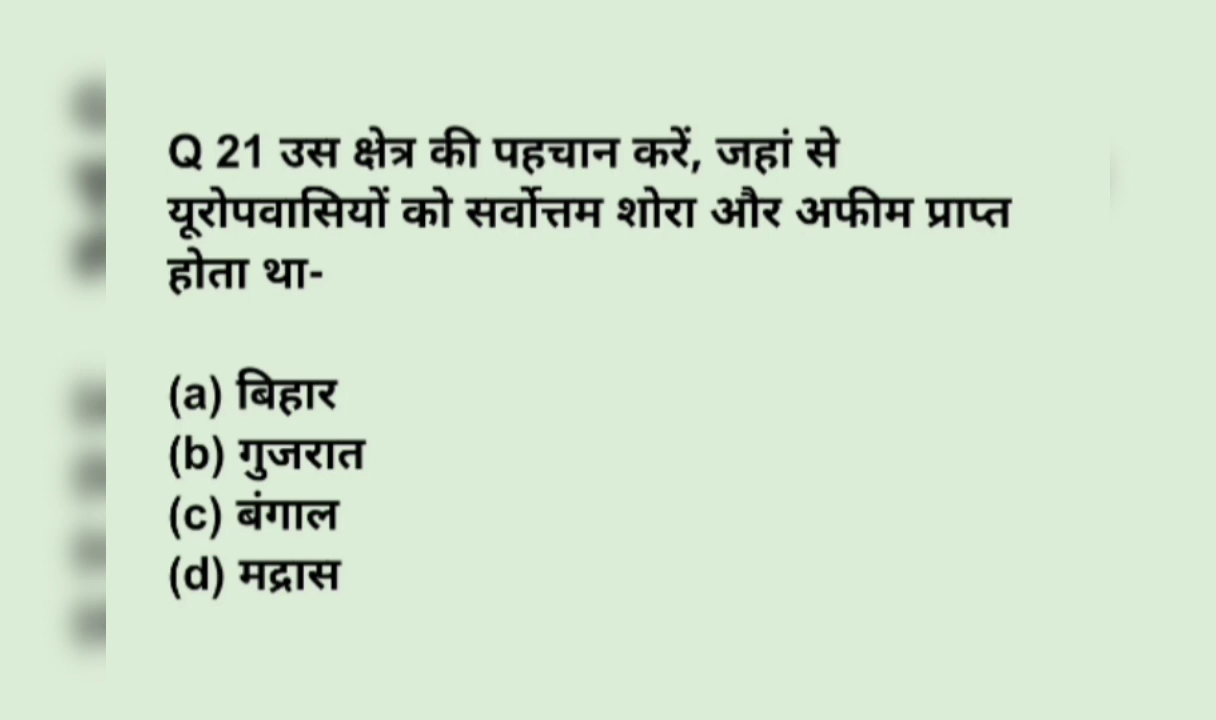 Q 21 उस क्षेत्र की पहचान करें, जहां से
यूरोपवासियों को सर्वोत्तम शोरा और अफीम प्राप्त
होता था-
(a) बिहार
(b) गुजरात
(c) बंगाल
(d) मद्रास